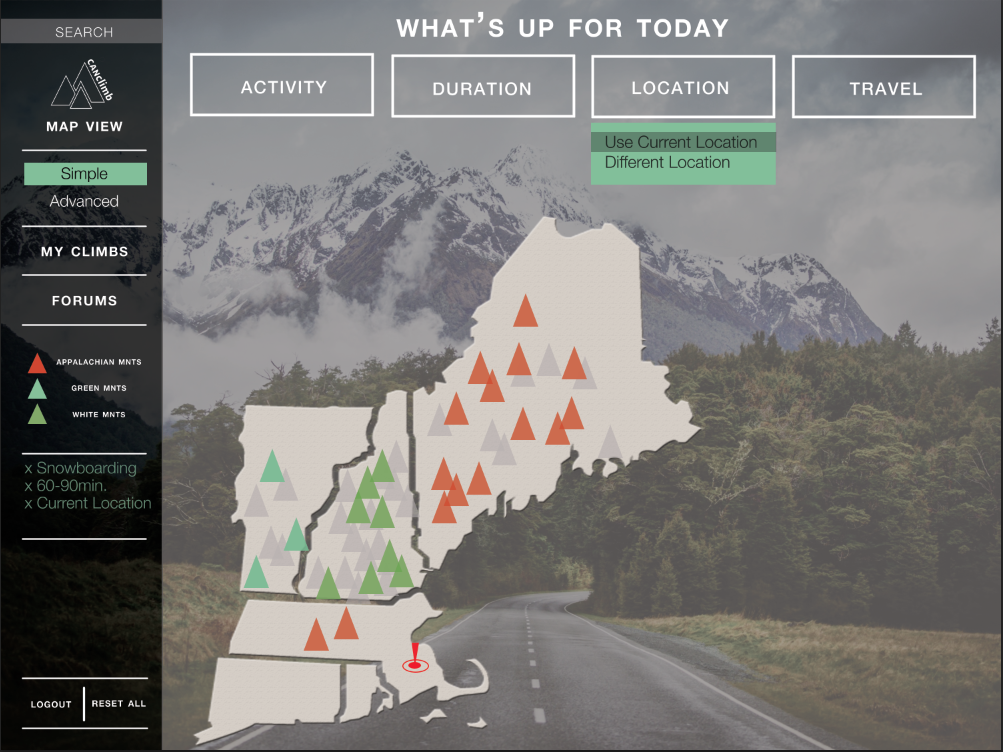 SEARCH
CANclimb
MAP VIEW
Simple
Advanced
MY CLIMBS
FORUMS
APPALACHIAN MNTS
GREEN MNTS
WHITE MNTS
x Snowboarding
x 60-90min.
x Current Location
LOGOUT
RESET ALL
WHAT'S UP FOR TODAY
ACTIVITY
DURATION
LOCATION
TRAVEL
Use Current Location
Different Location